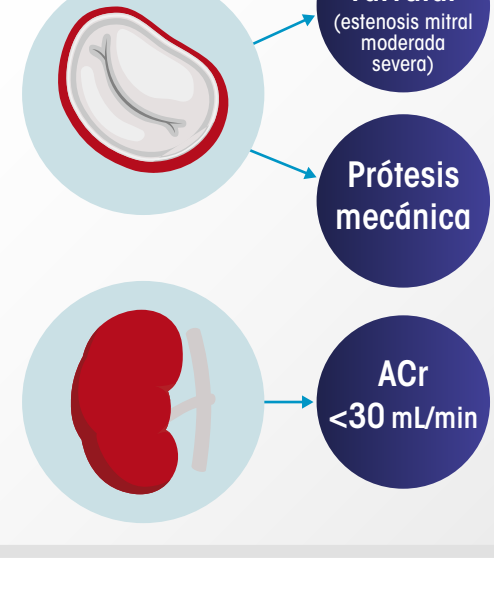 (estenosis mitral
moderada
severa)
Prótesis
mecánica
ACr
<30 mL/min